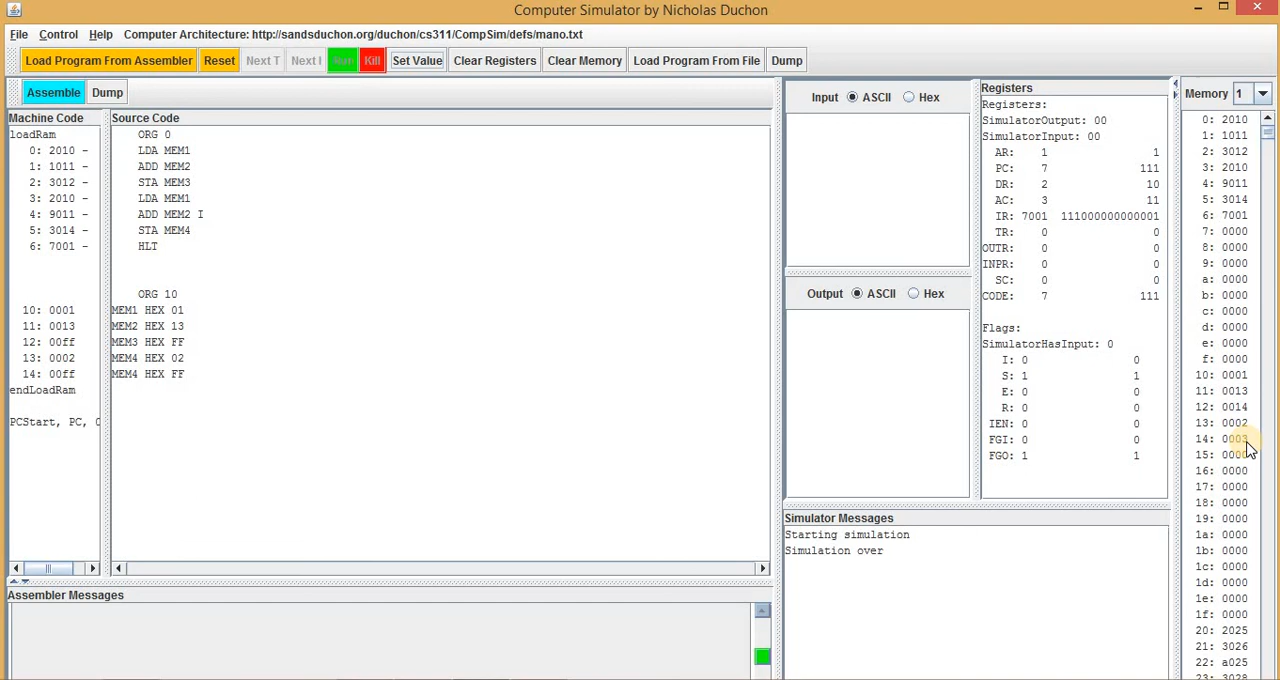 Computer Simulator by Nicholas Duchon
File Control Help Computer Architecture: http://sandsduchon.org/duchon/cs311/CompSim/defs/mano.txt
Load Program From Assembler Reset Next T Next I Run Kill Set Value Clear Registers Clear Memory Load Program From File Dump
Assemble Dump
Machine Code
loadRam
0: 2010 -
1: 1011 -
2: 3012 -
3: 2010 -
4: 9011 -
5: 3014 -
6: 7001 -
10: 0001
11: 0013
12: 00ff
13: 0002
14: 00ff
endLoadRam
PCStart, PC,
Source Code
ORG 0
LDA MEM1
ADD MEM2
STA MEM3
LDA MEM1
ADD MEM2 I
STA MEM4
HLT
ORG 10
MEM1 HEX 01
MEM2 HEX 13
MEM3 HEX FF
MEM4 HEX 02
MEM4 HEX FF
Assembler Messages
Input ASCII Hex
Output ASCII Hex
Registers
Registers:
SimulatorOutput: 00
SimulatorInput: 00
AR: 1 1
PC: 7 111
DR: 2 10
AC: 3 11
IR: 7001 111000000000001
TR: 0 0
OUTR: 0 0
INPR: 0 0
SC: 0 0
CODE: 7 111
Flags:
SimulatorHasInput: 0
I: 0 0
S: 1 1
E: 0 0
R: 0 0
IEN: 0 0
FGI: 0 0
FGO: 1 1
Simulator Messages
Starting simulation
Simulation over
Memory 1
0: 2010
1: 1011
2: 3012
3: 2010
4: 9011
5: 3014
6: 7001
7: 0000
8: 0000
9: 0000
a: 0000
b: 0000
c: 0000
d: 0000
e: 0000
f: 0000
10: 0001
11: 0013
12: 0014
13: 0002
14: 0003
15: 0000
16: 0000
17: 0000
18: 0000
19: 0000
1a: 0000
1b: 0000
1c: 0000
1d: 0000
1e: 0000
1f: 0000
20: 2025
21: 3026
22: a025
23: 3028